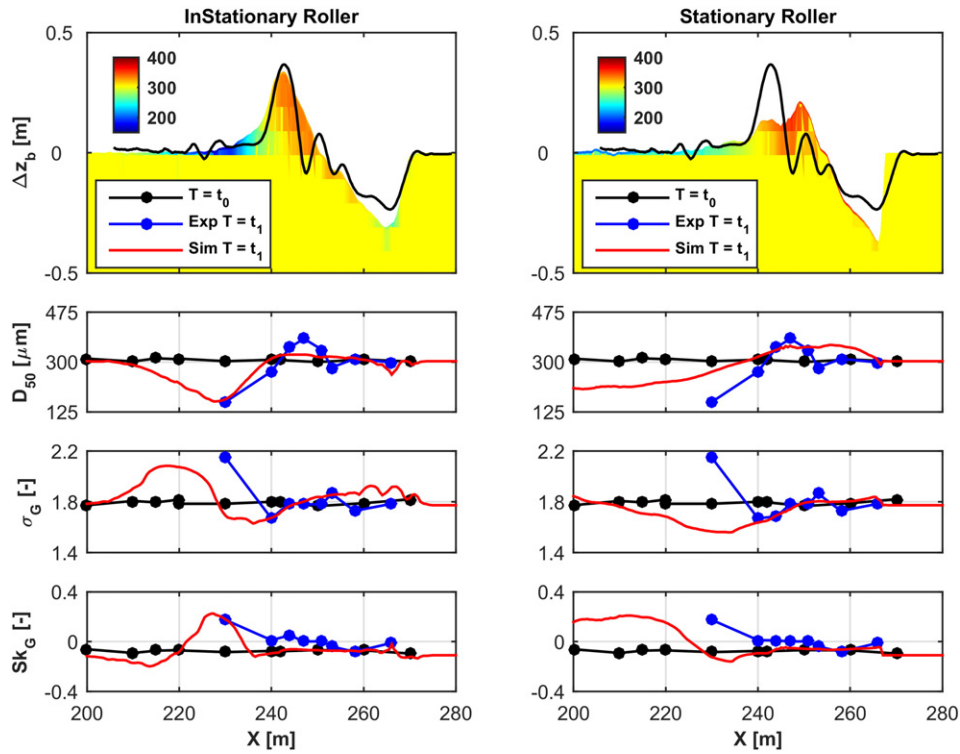 InStationary Roller
Stationary Roller
0.5
0
-0.5
Δz_b [m]
400
300
200
T = t_0
Exp T = t_1
Sim T = t_1
400
300
200
T = t_0
Exp T = t_1
Sim T = t_1
475
300
125
D_50 [μm]
475
300
125
2.2
1.8
1.4
σ_G [-]
2.2
1.8
1.4
0.4
0
-0.4
Sk_G [-]
0.4
0
-0.4
200 220 240 260 280
X [m]
200 220 240 260 280
X [m]
0.5
0
-0.5